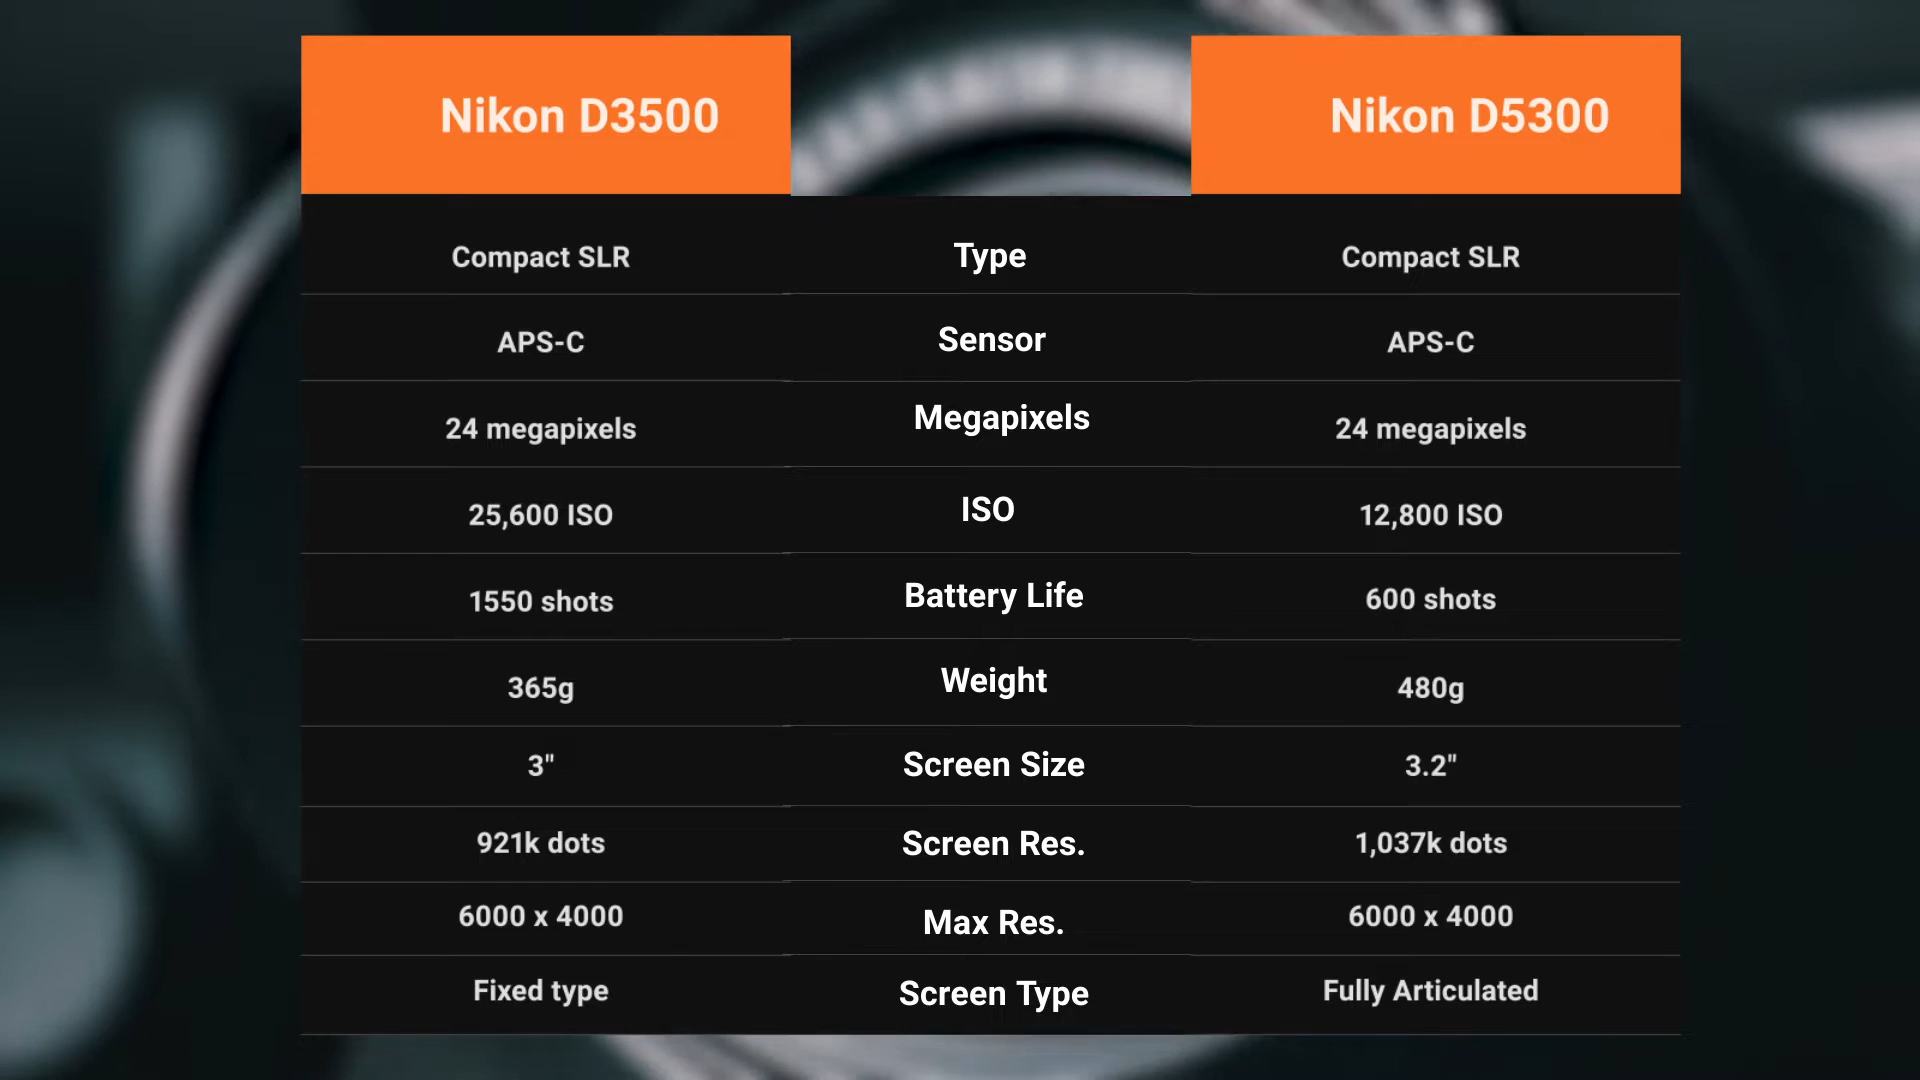 Nikon D3500 Nikon D5300
Compact SLR Type Compact SLR
APS-C Sensor APS-C
24 megapixels Megapixels 24 megapixels
25,600 ISO ISO 12,800 ISO
1550 shots Battery Life 600 shots
365g Weight 480g
3" Screen Size 3.2"
921k dots Screen Res. 1,037k dots
6000 x 4000 Max Res. 6000 x 4000
Fixed type Screen Type Fully Articulated